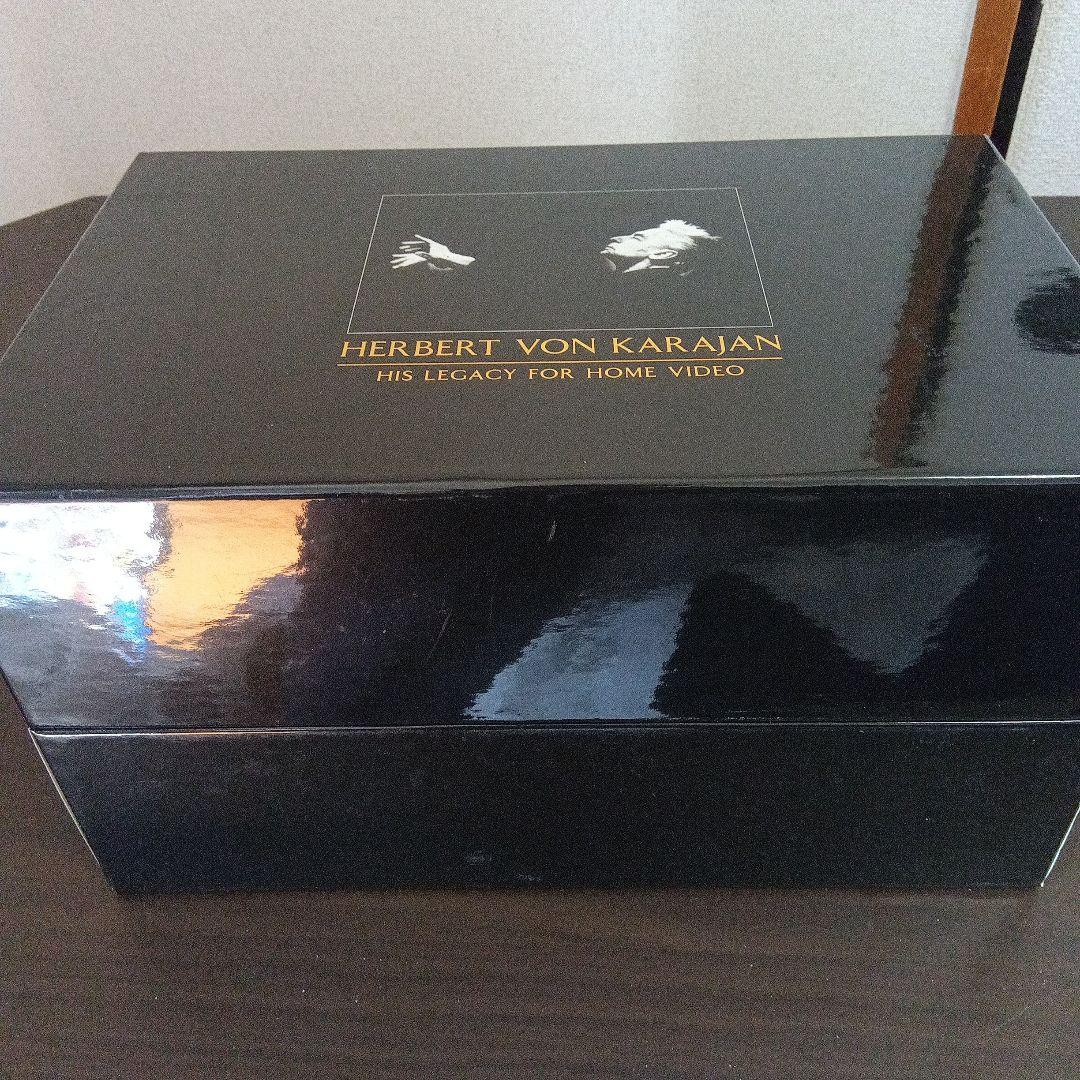 HERBERT VON KARAJAN
HIS LEGACY FOR HOME VIDEO